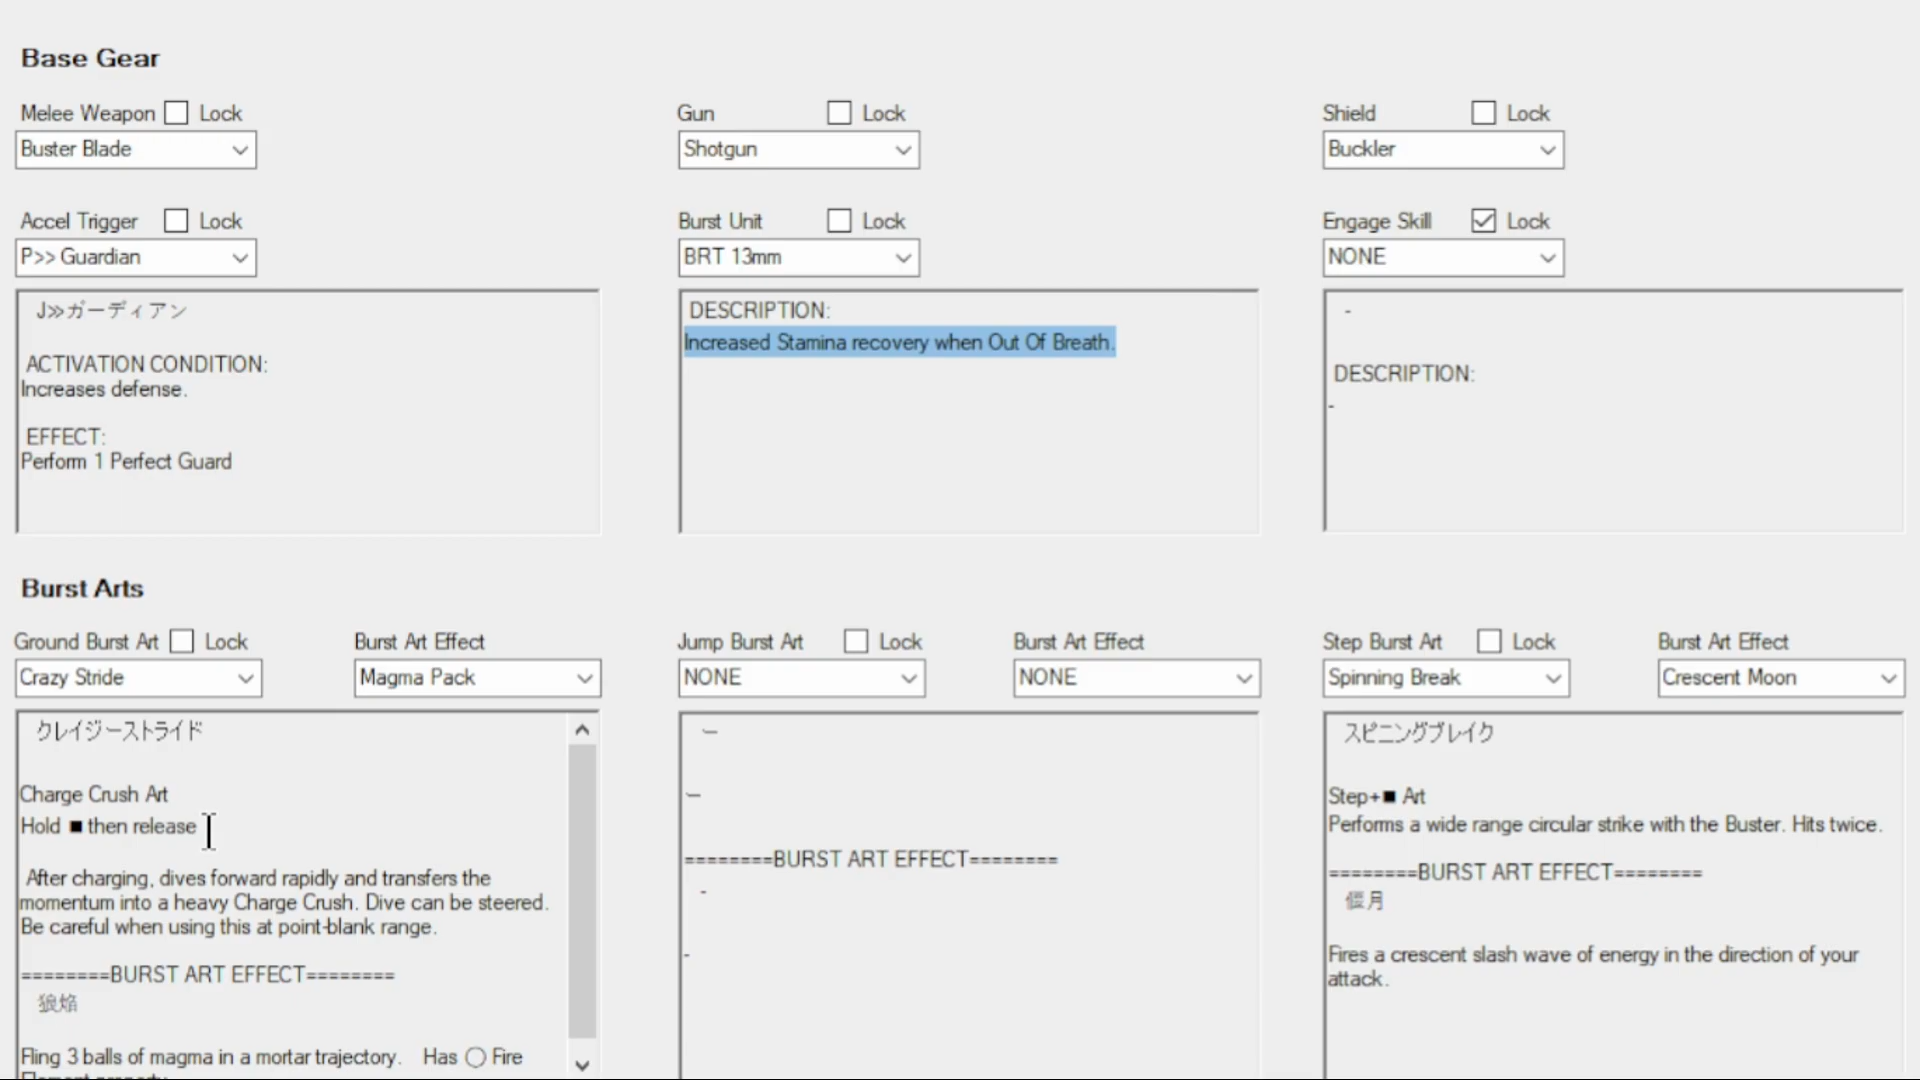 Base Gear
Melee Weapon Lock
Gun Lock
Shield Lock
Buster Blade
Shotgun
Buckler
Accel Trigger Lock
Burst Unit Lock
Engage Skill Lock
P>> Guardian
BRT 13mm
NONE
J≫ガーディアン
ACTIVATION CONDITION:
Increases defense.
EFFECT:
Perform 1 Perfect Guard
DESCRIPTION:
Increased Stamina recovery when Out Of Breath.
-
DESCRIPTION:
-
Burst Arts
Ground Burst Art Lock
Burst Art Effect
Jump Burst Art Lock
Burst Art Effect
Step Burst Art Lock
Burst Art Effect
Crazy Stride
Magma Pack
NONE
NONE
Spinning Break
Crescent Moon
クレイジーストライド
Charge Crush Art
Hold ■ then release
After charging, dives forward rapidly and transfers the
momentum into a heavy Charge Crush. Dive can be steered.
Be careful when using this at point-blank range.
========BURST ART EFFECT========
狼焔
Fling 3 balls of magma in a mortar trajectory. Has ○ Fire
Element property.
-
-
========BURST ART EFFECT========
-
-
スピニングブレイク
Step+■ Art
Performs a wide range circular strike with the Buster. Hits twice.
========BURST ART EFFECT========
偃月
Fires a crescent slash wave of energy in the direction of your
attack.